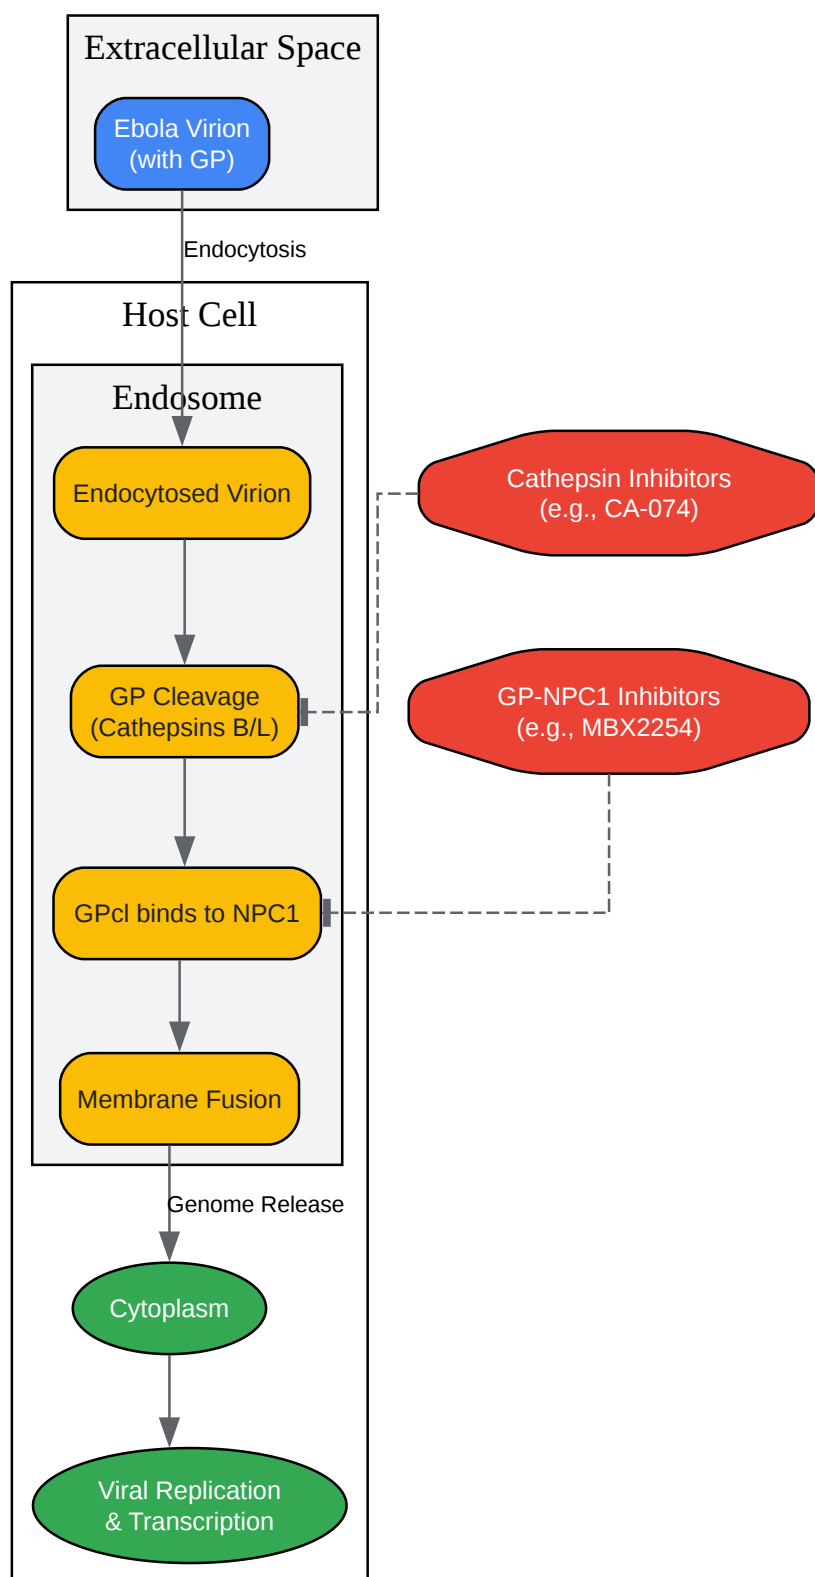 Extracellular Space
Ebola Virion
(with GP)
Endocytosis
Host Cell
Endosome
Endocytosed Virion
Cathepsin Inhibitors
(e.g., CA-074)
GP Cleavage
(Cathepsins B/L)
GP-NPC1 Inhibitors
(e.g., MBX2254)
GPcl binds to NPC1
Membrane Fusion
Genome Release
Cytoplasm
Viral Replication
& Transcription